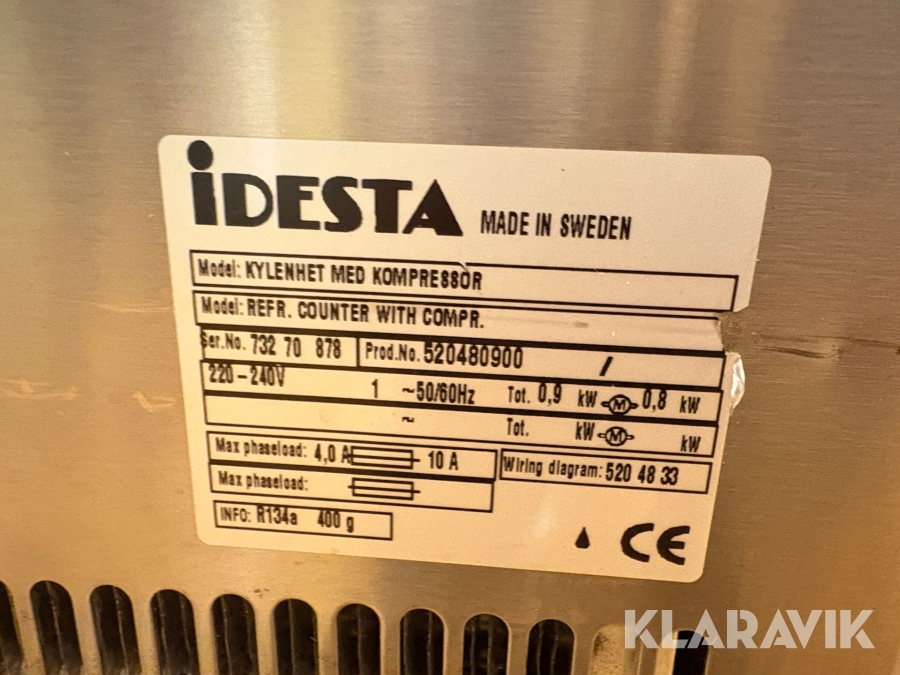 iDESTA MADE IN SWEDEN
Model: KYLENHET MED KOMPRESSOR
Model: REFR. COUNTER WITH COMPR.
Ser.No. 732 70 878 Prod.No. 520480900 /
220-240V 1 ~50/60Hz Tot. 0,9 kW M 0,8 kW
~ Tot. kW M kW
Max phaseload: 4,0 A 10 A Wiring diagram: 520 48 33
Max phaseload:
INFO: R134a 400 g
CE
KLARAVIK